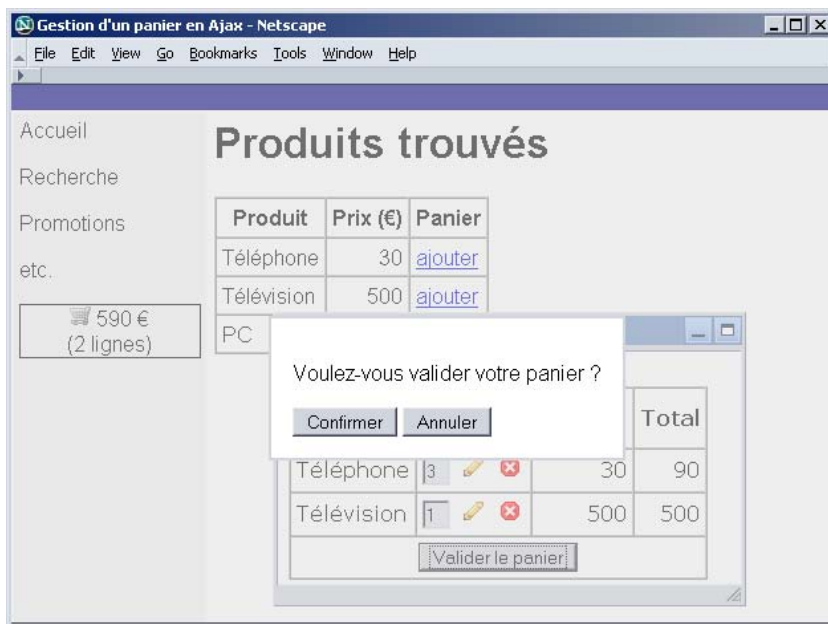 Gestion d'un panier en Ajax - Netscape
File Edit View Go Bookmarks Tools Window Help
Accueil
Recherche
Promotions
etc.
590 €
(2 lignes)
Produits trouvés
Produit Prix (€) Panier
Téléphone 30 ajouter
Télévision 500 ajouter
PC
Voulez-vous valider votre panier ?
Confirmer Annuler
Total
Téléphone 3 30 90
Télévision 1 500 500
Valider le panier